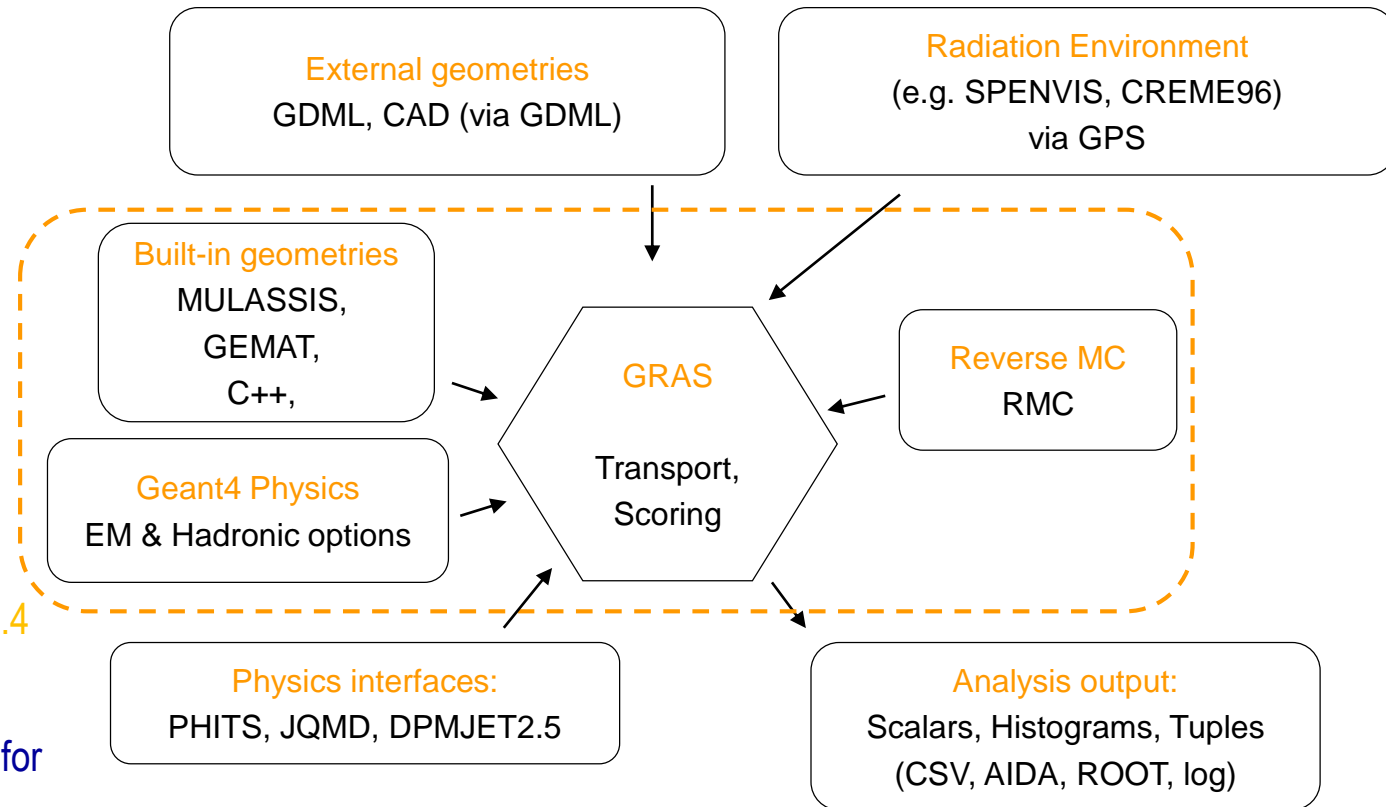 External geometries
GDML, CAD (via GDML)
Radiation Environment
(e.g. SPENVIS, CREME96)
via GPS
Built-in geometries
MULASSIS,
GEMAT,
C++,
GRAS
Transport,
Scoring
Reverse MC
RMC
Geant4 Physics
EM & Hadronic options
.4
Physics interfaces:
PHITS, JQMD, DPMJET2.5
for
Analysis output:
Scalars, Histograms, Tuples
(CSV, AIDA, ROOT, log)